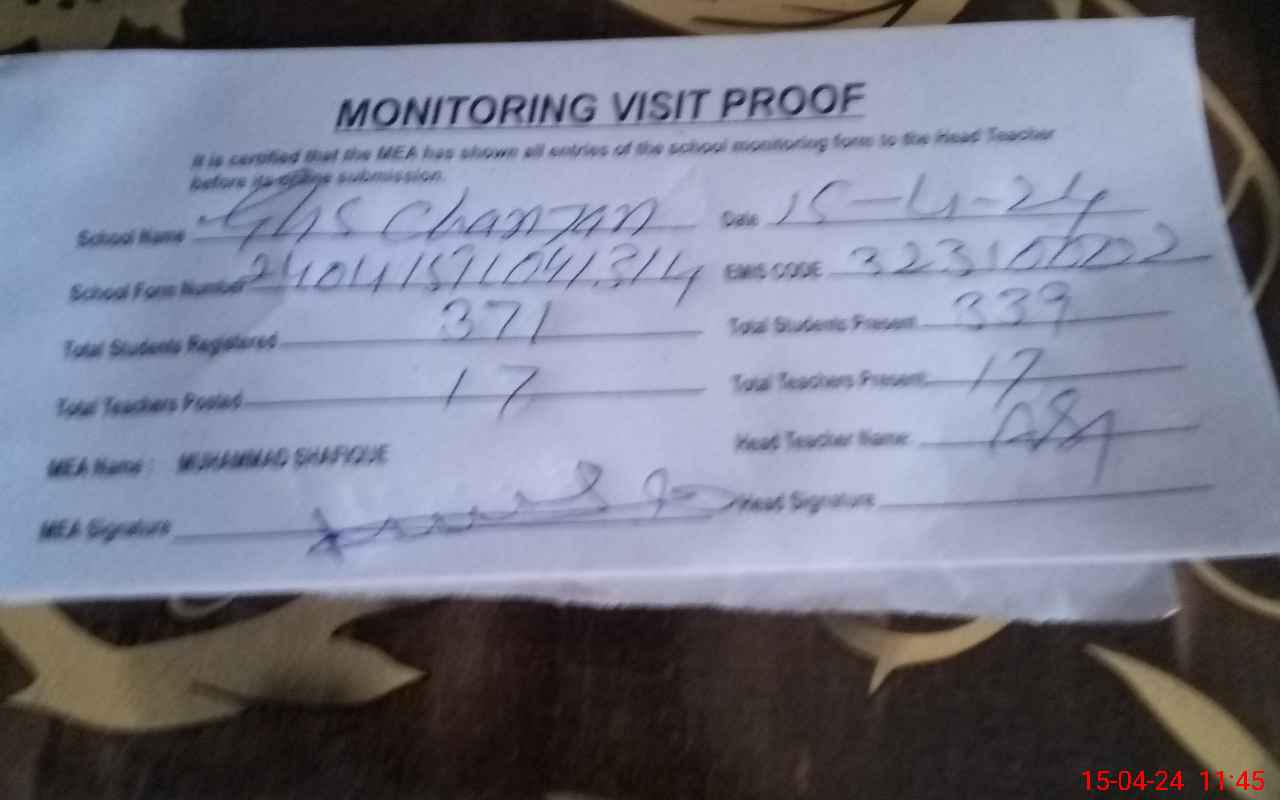 MONITORING VISIT PROOF
It is certified that the MEA has shown all entries of the school monitoring form to the Head Teacher
before its online submission.
School Name GHS Date 15-4-24
School Form Number EMIS CODE
Total Students Registered 371 Total Students Present 339
Total Teachers Posted 17 Total Teachers Present 17
MEA Name : MUHAMMAD SHAFIQUE Head Teacher Name:
MEA Signature Head Signature
15-04-24 11:45